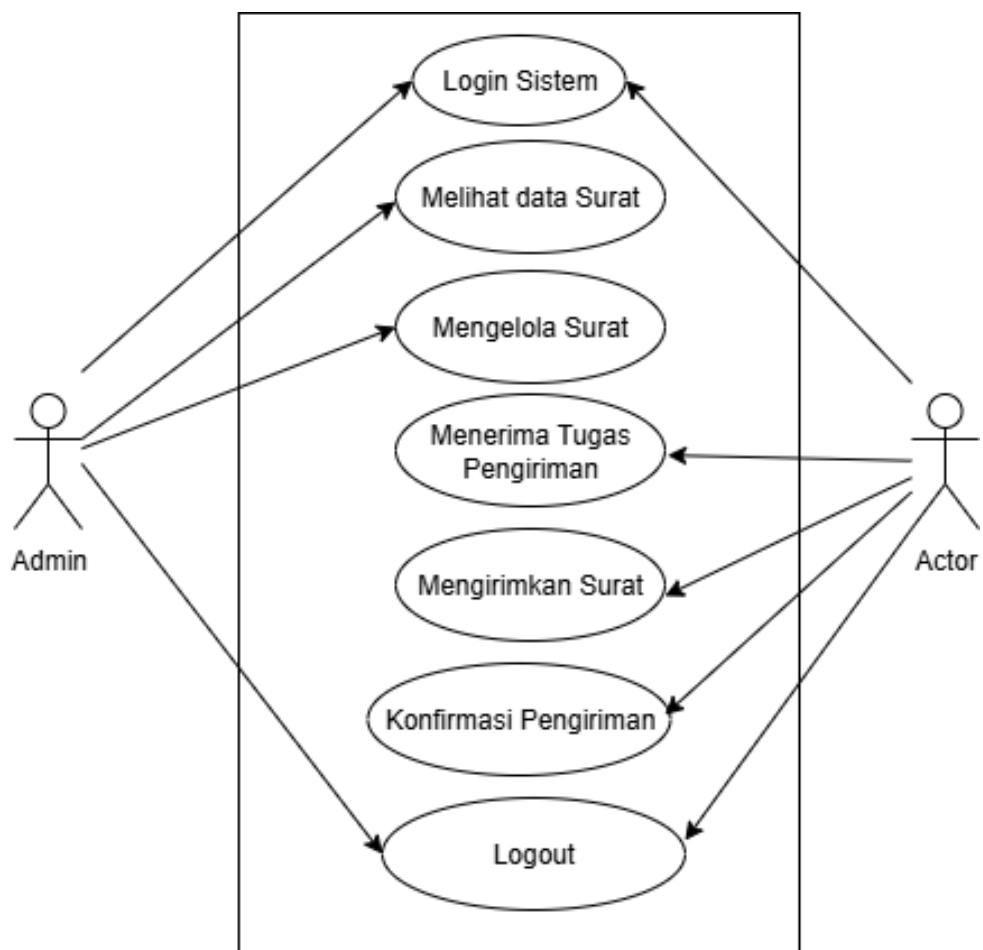 Login Sistem
Melihat data Surat
Mengelola Surat
Menerima Tugas
Pengiriman
Admin
Actor
Mengirimkan Surat
Konfirmasi Pengiriman
Logout